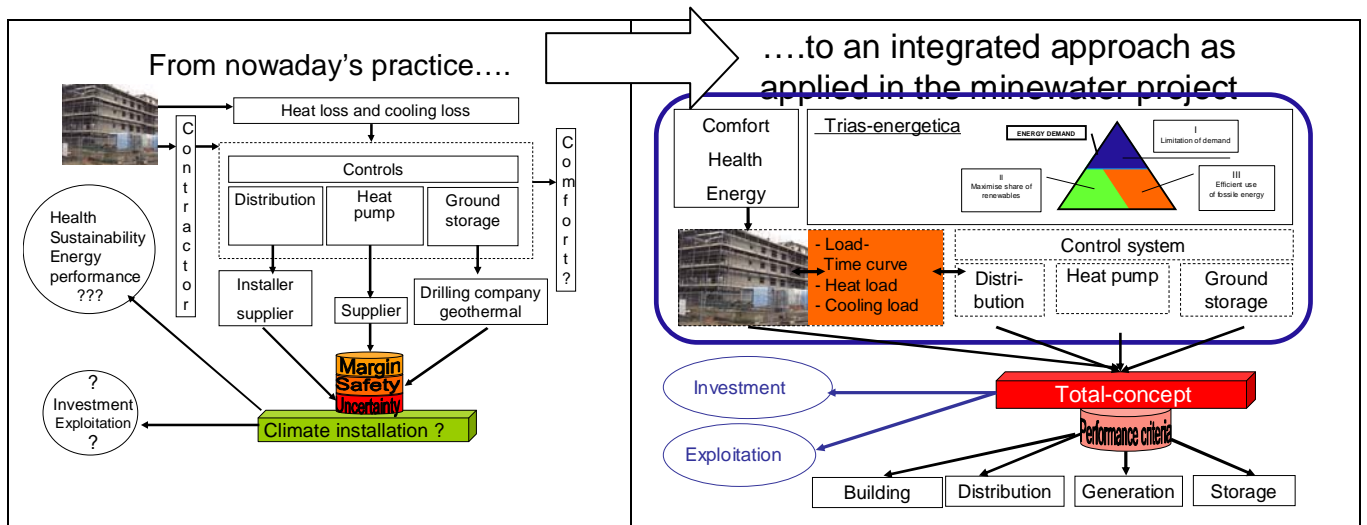 From nowaday's practice....
Heat loss and cooling loss
Contractor
Controls
Distribution
Heat
pump
Ground
storage
Comfort?
Health
Sustainability
Energy
performance
???
Installer
supplier
Supplier
Drilling company
geothermal
Margin
Safety
Uncertainty
?
Investment
Exploitation
?
Climate installation ?
....to an integrated approach as
applied in the minewater project
Comfort
Health
Energy
Trias-energetica
ENERGY DEMAND
I
Limitation of demand
II
Maximise share of
renewables
III
Efficient use
of fossile energy
- Load-
Time curve
- Heat load
- Cooling load
Control system
Distri-
bution
Heat pump
Ground
storage
Investment
Exploitation
Total-concept
Performance criteria
Building
Distribution
Generation
Storage